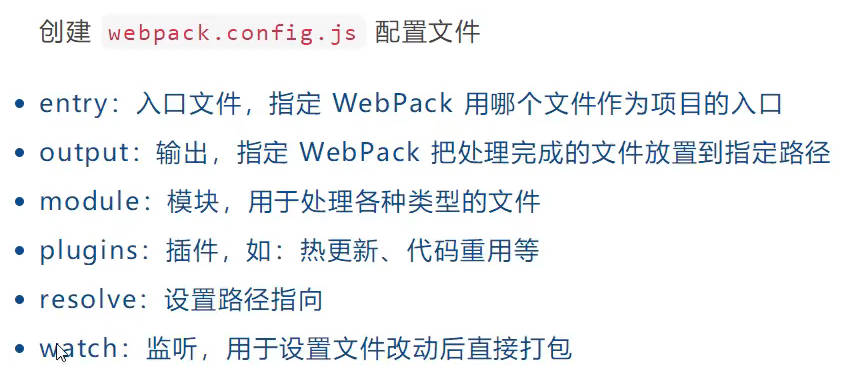 创建 webpack.config.js 配置文件
entry：入口文件，指定 WebPack 用哪个文件作为项目的入口
output：输出，指定 WebPack 把处理完成的文件放置到指定路径
module：模块，用于处理各种类型的文件
plugins：插件，如：热更新、代码重用等
resolve：设置路径指向
watch：监听，用于设置文件改动后直接打包